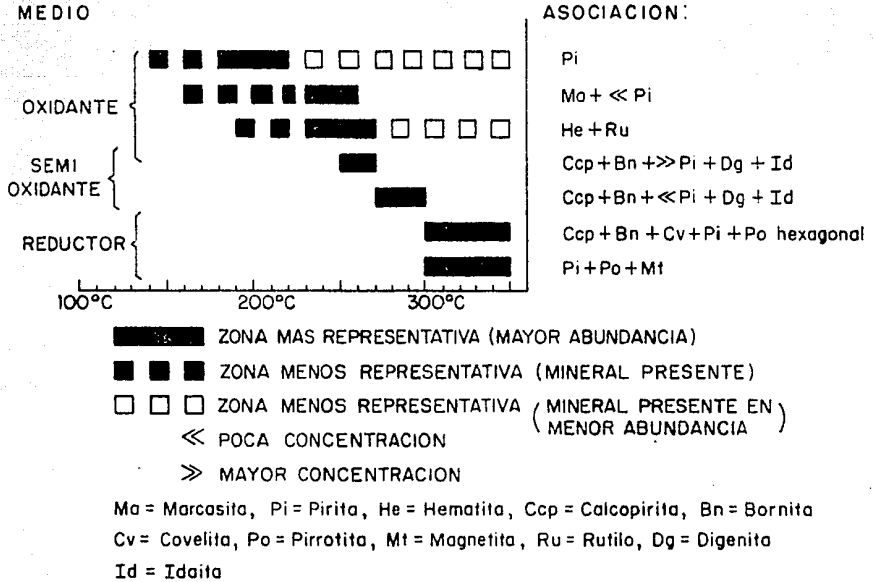 MEDIO
ASOCIACION:
Pi
Ma + ≪ Pi
OXIDANTE
He + Ru
SEMI
OXIDANTE
Ccp + Bn + ≫ Pi + Dg + Id
Ccp + Bn + ≪ Pi + Dg + Id
REDUCTOR
Ccp + Bn + Cv + Pi + Po hexagonal
Pi + Po + Mt
100°C 200°C 300°C
ZONA MAS REPRESENTATIVA (MAYOR ABUNDANCIA)
ZONA MENOS REPRESENTATIVA (MINERAL PRESENTE)
ZONA MENOS REPRESENTATIVA (MINERAL PRESENTE EN
MENOR ABUNDANCIA)
≪ POCA CONCENTRACION
≫ MAYOR CONCENTRACION
Ma = Marcasita, Pi = Pirita, He = Hematita, Ccp = Calcopirita, Bn = Bornita
Cv = Covelita, Po = Pirrotita, Mt = Magnetita, Ru = Rutilo, Dg = Digenita
Id = Idaita